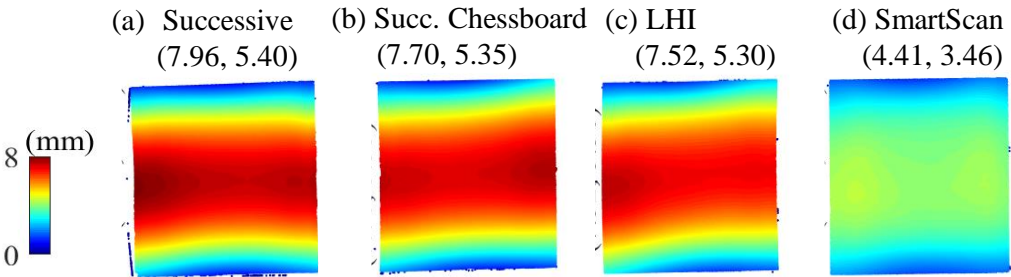 (a) Successive
(7.96, 5.40)
(b) Succ. Chessboard
(7.70, 5.35)
(c) LHI
(7.52, 5.30)
(d) SmartScan
(4.41, 3.46)
(mm)
8
0